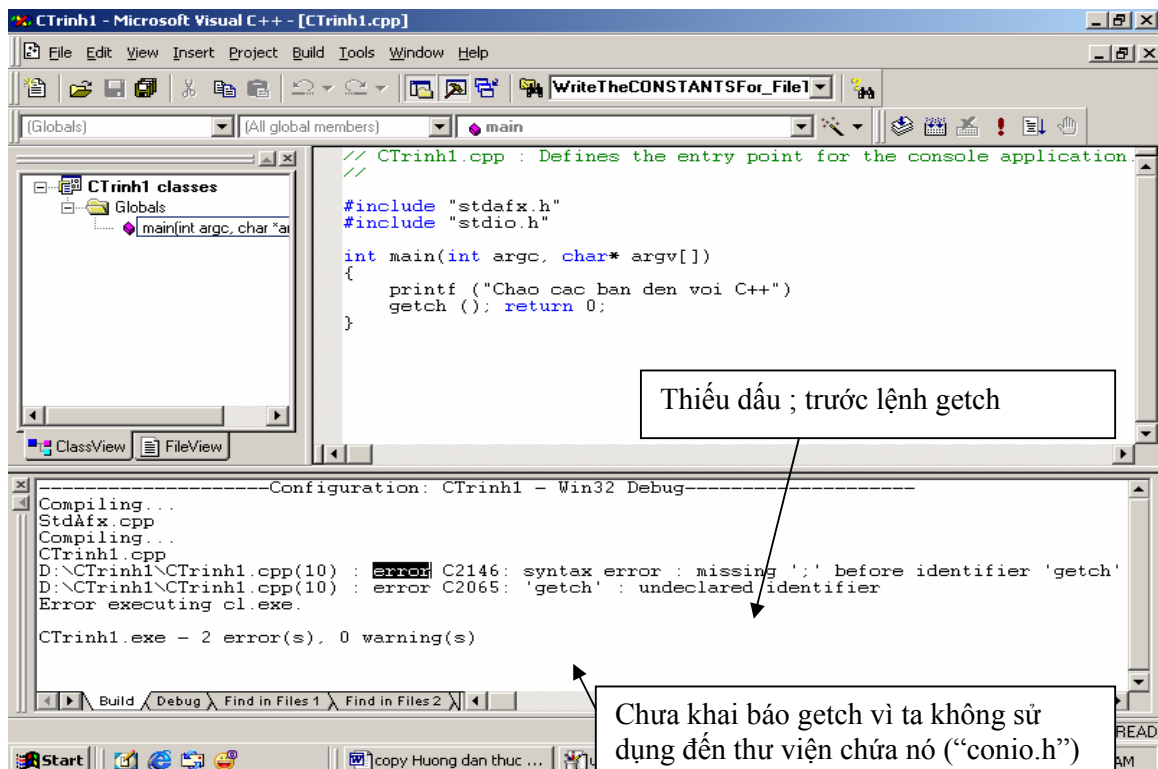 CTrinh1 - Microsoft Visual C++ - [CTrinh1.cpp]
File Edit View Insert Project Build Tools Window Help
WriteTheCONSTANTSFor_File
(Globals) (All global members) main
CTrinh1 classes
Globals
main(int argc, char *
ClassView FileView
// CTrinh1.cpp : Defines the entry point for the console application.
//
#include "stdafx.h"
#include "stdio.h"
int main(int argc, char* argv[])
{
printf ("Chao cac ban den voi C++")
getch (); return 0;
}
Thiếu dấu ; trước lệnh getch
--------------------Configuration: CTrinh1 - Win32 Debug--------------------
Compiling...
StdAfx.cpp
Compiling...
CTrinh1.cpp
D:\CTrinh1\CTrinh1.cpp(10) : error C2146: syntax error : missing ';' before identifier 'getch'
D:\CTrinh1\CTrinh1.cpp(10) : error C2065: 'getch' : undeclared identifier
Error executing cl.exe.
CTrinh1.exe - 2 error(s), 0 warning(s)
Build Debug Find in Files 1 Find in Files 2
Chưa khai báo getch vì ta không sử
dụng đến thư viện chứa nó (“conio.h”)
READ
Start copy Huong dan thuc ... AM